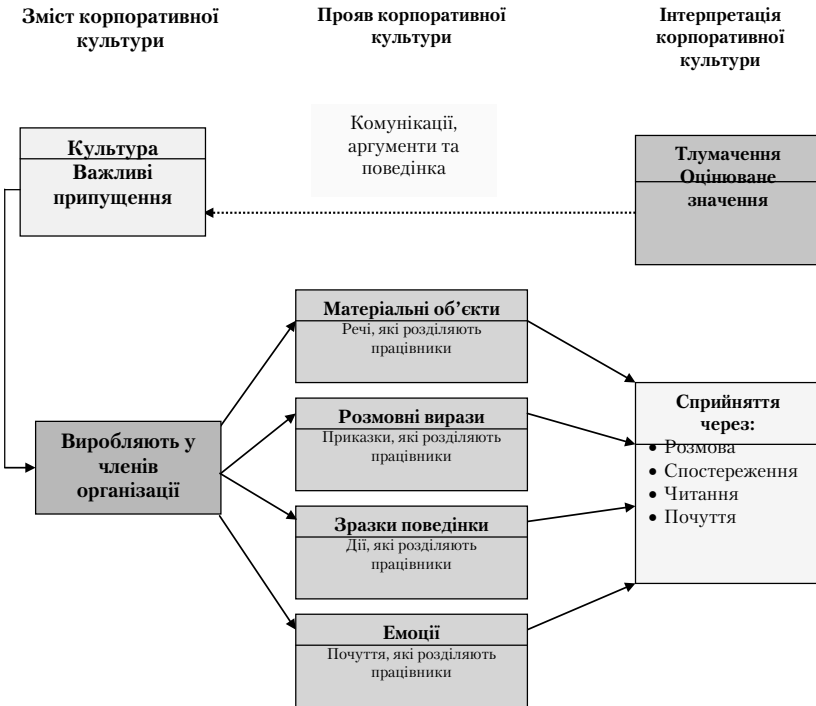 Зміст корпоративної
культури
Прояв корпоративної
культури
Інтерпретація
корпоративної
культури
Культура
Важливі
припущення
Комунікації,
аргументи та
поведінка
Тлумачення
Оцінюване
значення
Матеріальні об’єкти
Речі, які розділяють
працівники
Виробляють у
членів
організації
Розмовні вирази
Приказки, які розділяють
працівники
Зразки поведінки
Дії, які розділяють
працівники
Емоції
Почуття, які розділяють
працівники
Сприйняття
через:
• Розмова
• Спостереження
• Читання
• Почуття